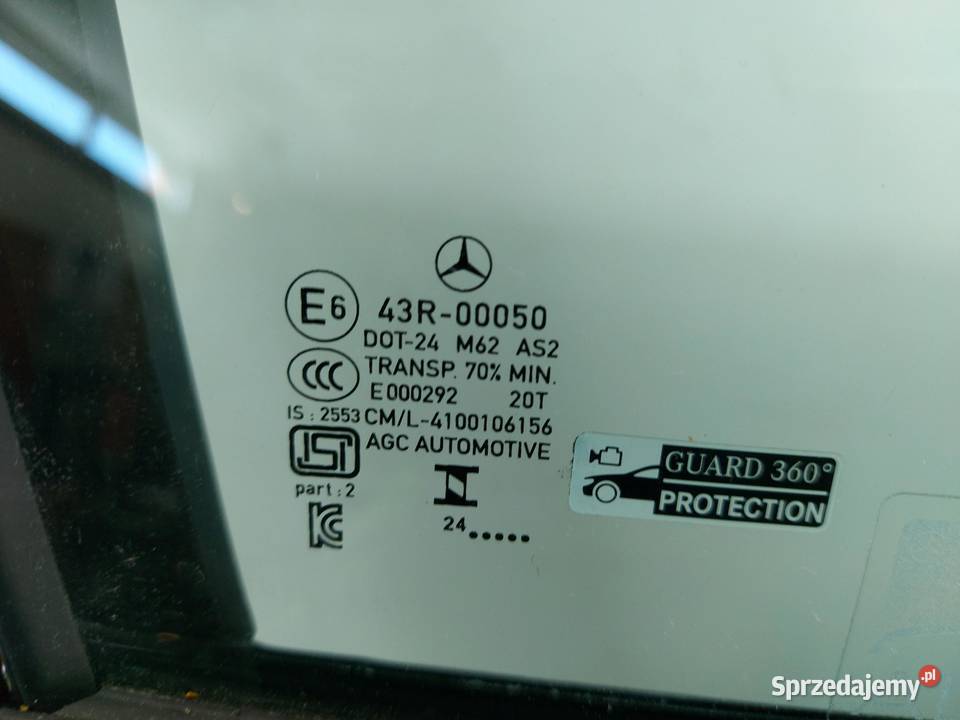 E6 43R-00050
DOT-24 M62 AS2
CCC TRANSP. 70% MIN.
E000292 20T
IS : 2553 CM/L-4100106156
ISI AGC AUTOMOTIVE
part : 2
24.....
GUARD 360°
PROTECTION
Sprzedajemy.pl